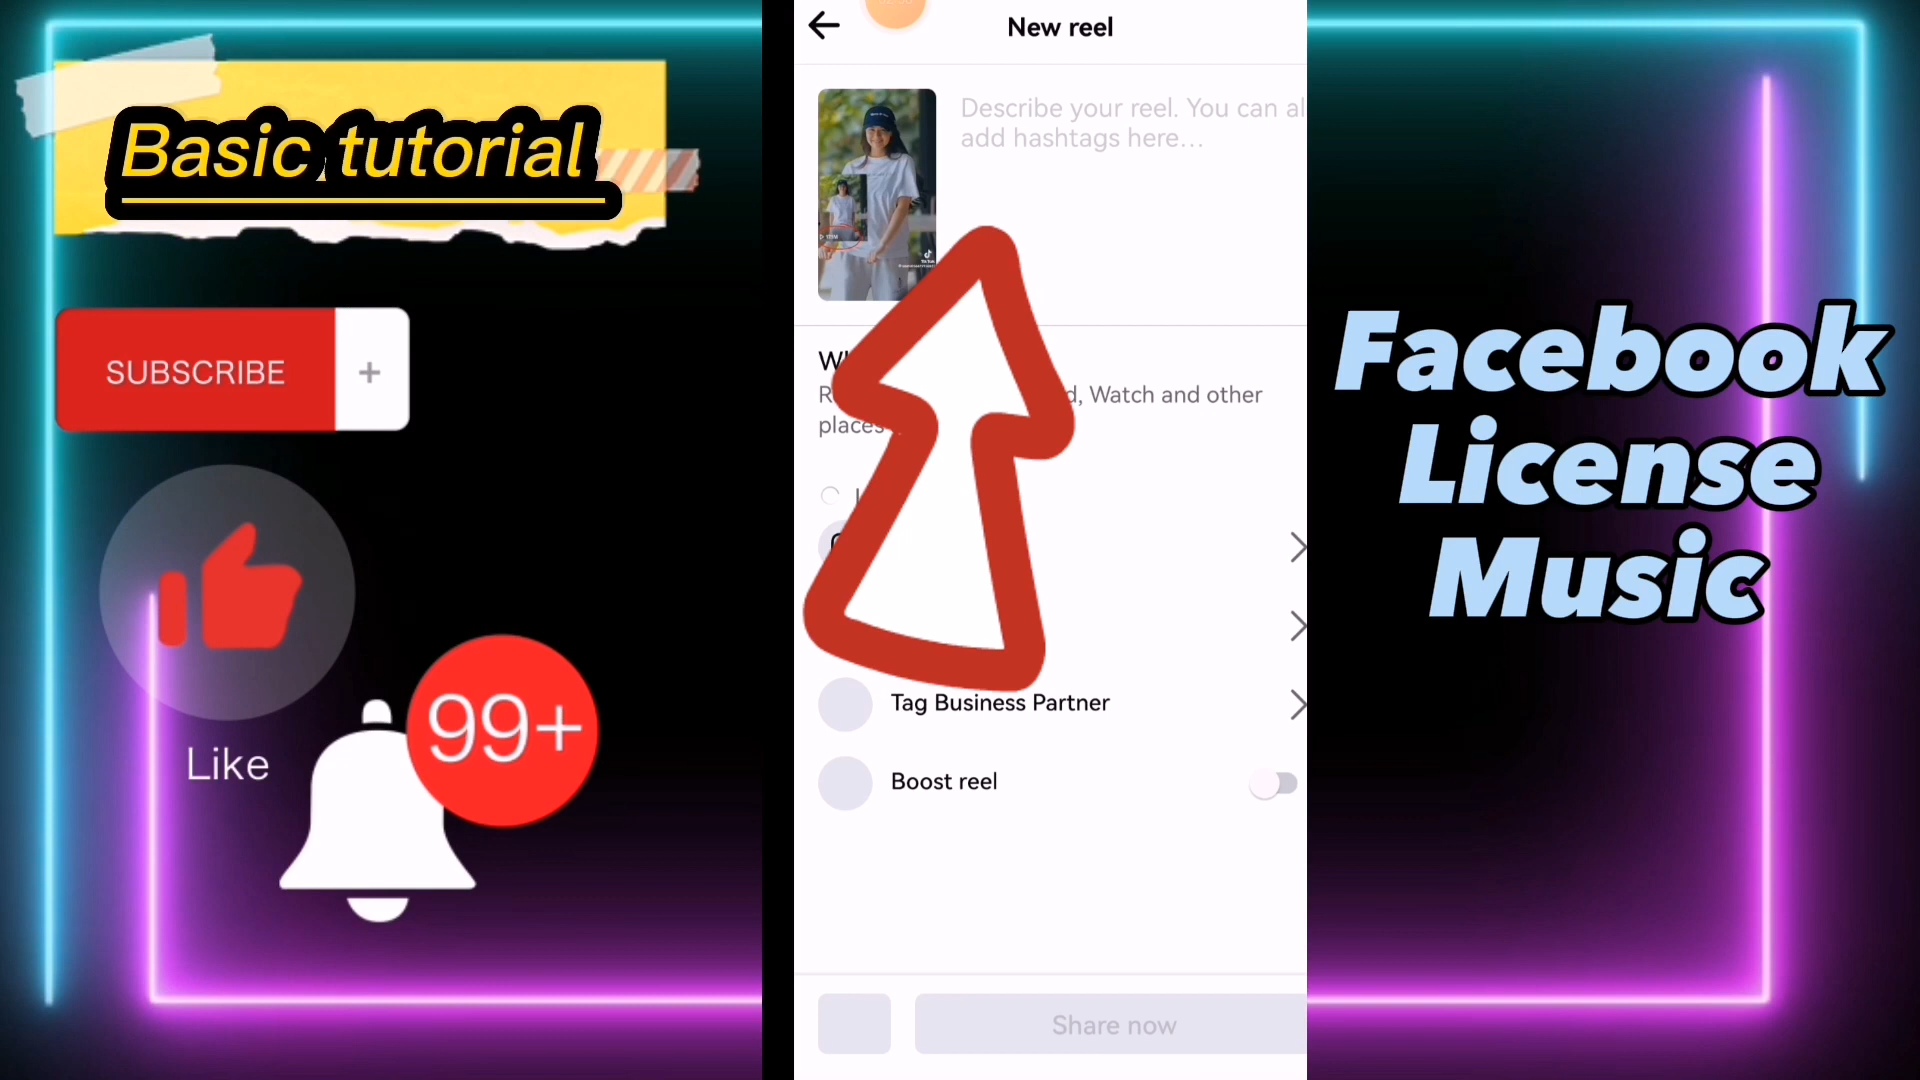 Basic tutorial
SUBSCRIBE
+
Like
99+
New reel
Describe your reel. You can al
add hashtags here...
d, Watch and other
places
Tag Business Partner
Boost reel
Share now
Facebook
License
Music